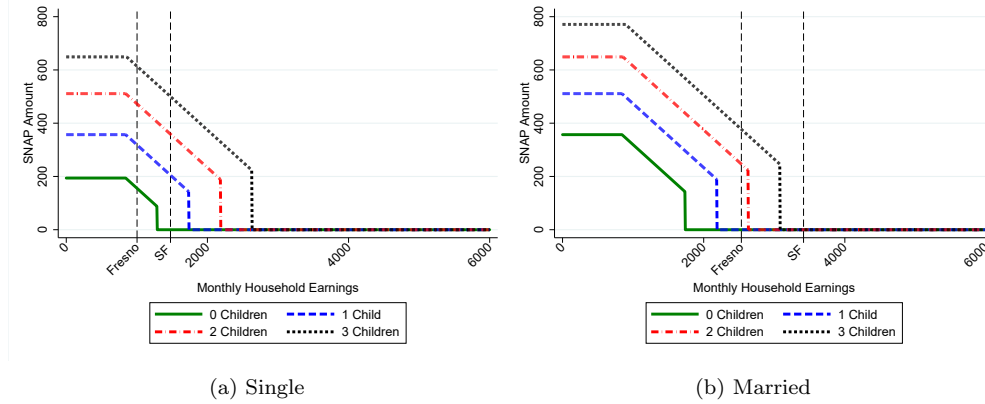 800
600
400
200
0
SNAP Amount
0
Fresno
SF
2000
4000
6000
Monthly Household Earnings
0 Children
1 Child
2 Children
3 Children
(a) Single
800
600
400
200
0
SNAP Amount
0
2000
Fresno
SF
4000
6000
Monthly Household Earnings
0 Children
1 Child
2 Children
3 Children
(b) Married